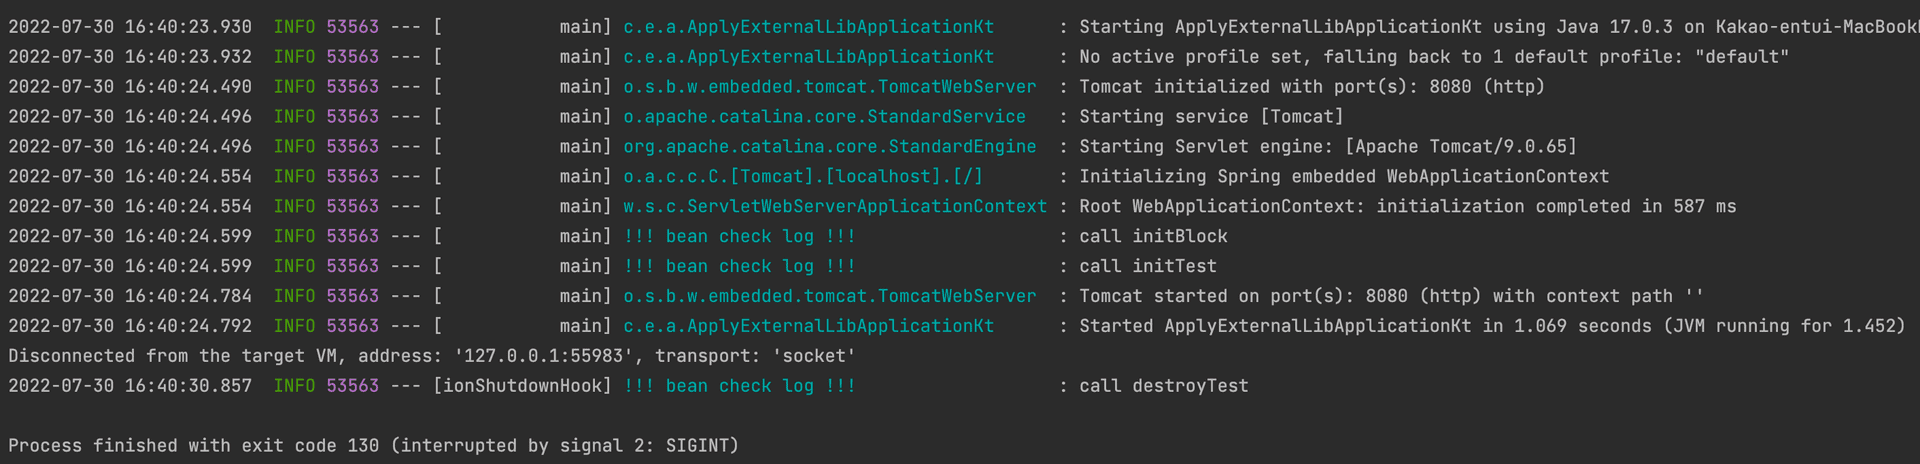 2022-07-30 16:40:23.930  INFO 53563 --- [           main] c.e.a.ApplyExternalLibApplicationKt      : Starting ApplyExternalLibApplicationKt using Java 17.0.3 on Kakao-entui-MacBook
2022-07-30 16:40:23.932  INFO 53563 --- [           main] c.e.a.ApplyExternalLibApplicationKt      : No active profile set, falling back to 1 default profile: "default"
2022-07-30 16:40:24.490  INFO 53563 --- [           main] o.s.b.w.embedded.tomcat.TomcatWebServer  : Tomcat initialized with port(s): 8080 (http)
2022-07-30 16:40:24.496  INFO 53563 --- [           main] o.apache.catalina.core.StandardService   : Starting service [Tomcat]
2022-07-30 16:40:24.496  INFO 53563 --- [           main] org.apache.catalina.core.StandardEngine  : Starting Servlet engine: [Apache Tomcat/9.0.65]
2022-07-30 16:40:24.554  INFO 53563 --- [           main] o.a.c.c.C.[Tomcat].[localhost].[/]       : Initializing Spring embedded WebApplicationContext
2022-07-30 16:40:24.554  INFO 53563 --- [           main] w.s.c.ServletWebServerApplicationContext : Root WebApplicationContext: initialization completed in 587 ms
2022-07-30 16:40:24.599  INFO 53563 --- [           main] !!! bean check log !!!                   : call initBlock
2022-07-30 16:40:24.599  INFO 53563 --- [           main] !!! bean check log !!!                   : call initTest
2022-07-30 16:40:24.784  INFO 53563 --- [           main] o.s.b.w.embedded.tomcat.TomcatWebServer  : Tomcat started on port(s): 8080 (http) with context path ''
2022-07-30 16:40:24.792  INFO 53563 --- [           main] c.e.a.ApplyExternalLibApplicationKt      : Started ApplyExternalLibApplicationKt in 1.069 seconds (JVM running for 1.452)
Disconnected from the target VM, address: '127.0.0.1:55983', transport: 'socket'
2022-07-30 16:40:30.857  INFO 53563 --- [ionShutdownHook] !!! bean check log !!!                   : call destroyTest
Process finished with exit code 130 (interrupted by signal 2: SIGINT)